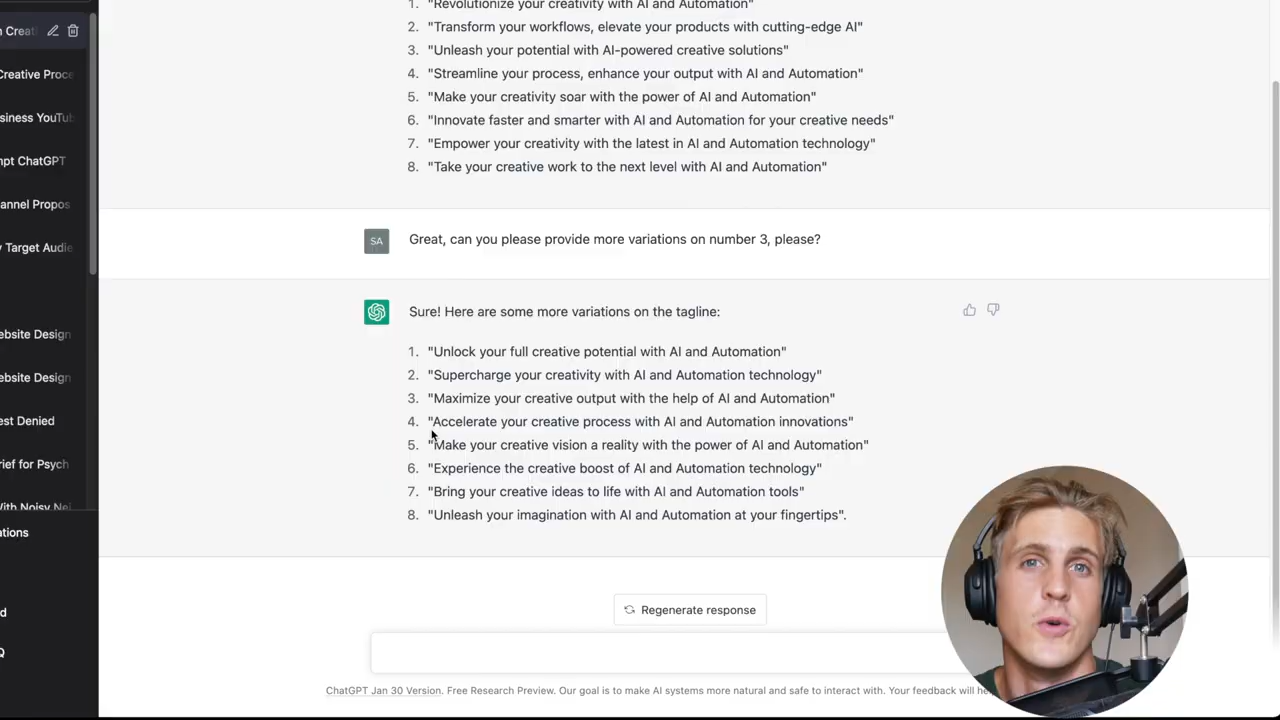 1. "Revolutionize your creativity with AI and Automation"
2. "Transform your workflows, elevate your products with cutting-edge AI"
3. "Unleash your potential with AI-powered creative solutions"
4. "Streamline your process, enhance your output with AI and Automation"
5. "Make your creativity soar with the power of AI and Automation"
6. "Innovate faster and smarter with AI and Automation for your creative needs"
7. "Empower your creativity with the latest in AI and Automation technology"
8. "Take your creative work to the next level with AI and Automation"
SA
Great, can you please provide more variations on number 3, please?
Sure! Here are some more variations on the tagline:
1. "Unlock your full creative potential with AI and Automation"
2. "Supercharge your creativity with AI and Automation technology"
3. "Maximize your creative output with the help of AI and Automation"
4. "Accelerate your creative process with AI and Automation innovations"
5. "Make your creative vision a reality with the power of AI and Automation"
6. "Experience the creative boost of AI and Automation technology"
7. "Bring your creative ideas to life with AI and Automation tools"
8. "Unleash your imagination with AI and Automation at your fingertips".
Regenerate response
ChatGPT Jan 30 Version. Free Research Preview. Our goal is to make AI systems more natural and safe to interact with. Your feedback will
n Creati
Creative Proce
siness YouTub
mpt ChatGPT
annel Propos
y Target Audie
ebsite Design
ebsite Design
est Denied
rief for Psych
With Noisy Nei
ations
d
Q